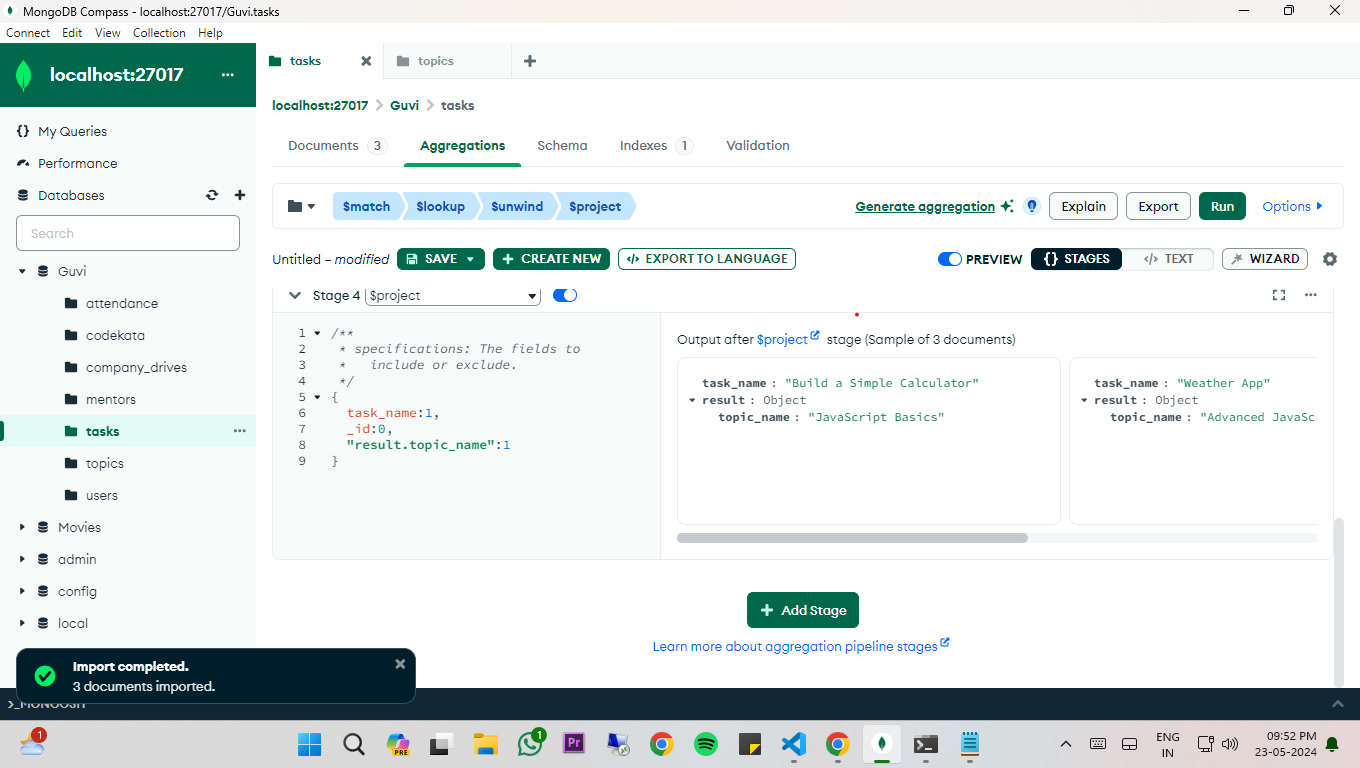 MongoDB Compass - localhost:27017/Guvi.tasks
Connect Edit View Collection Help
localhost:27017 ...
{} My Queries
Performance
Databases
Search
Guvi
attendance
codekata
company_drives
mentors
tasks
topics
users
Movies
admin
config
local
tasks
topics
localhost:27017 > Guvi > tasks
Documents 3 Aggregations Schema Indexes 1 Validation
$match $lookup $unwind $project
Generate aggregation Explain Export Run Options
Untitled – modified SAVE + CREATE NEW </> EXPORT TO LANGUAGE
PREVIEW {} STAGES </> TEXT WIZARD
Stage 4 $project
1 /**
2 * specifications: The fields to
3 *   include or exclude.
4 */
5 {
6 task_name:1,
7 _id:0,
8 "result.topic_name":1
9 }
Output after $project stage (Sample of 3 documents)
task_name : "Build a Simple Calculator"
result : Object
topic_name : "JavaScript Basics"
task_name : "Weather App"
result : Object
topic_name : "Advanced JavaSc
+ Add Stage
Learn more about aggregation pipeline stages
Import completed.
3 documents imported.
>_MONGOSH
1
PRE
1
Pr
ENG
IN
09:52 PM
23-05-2024